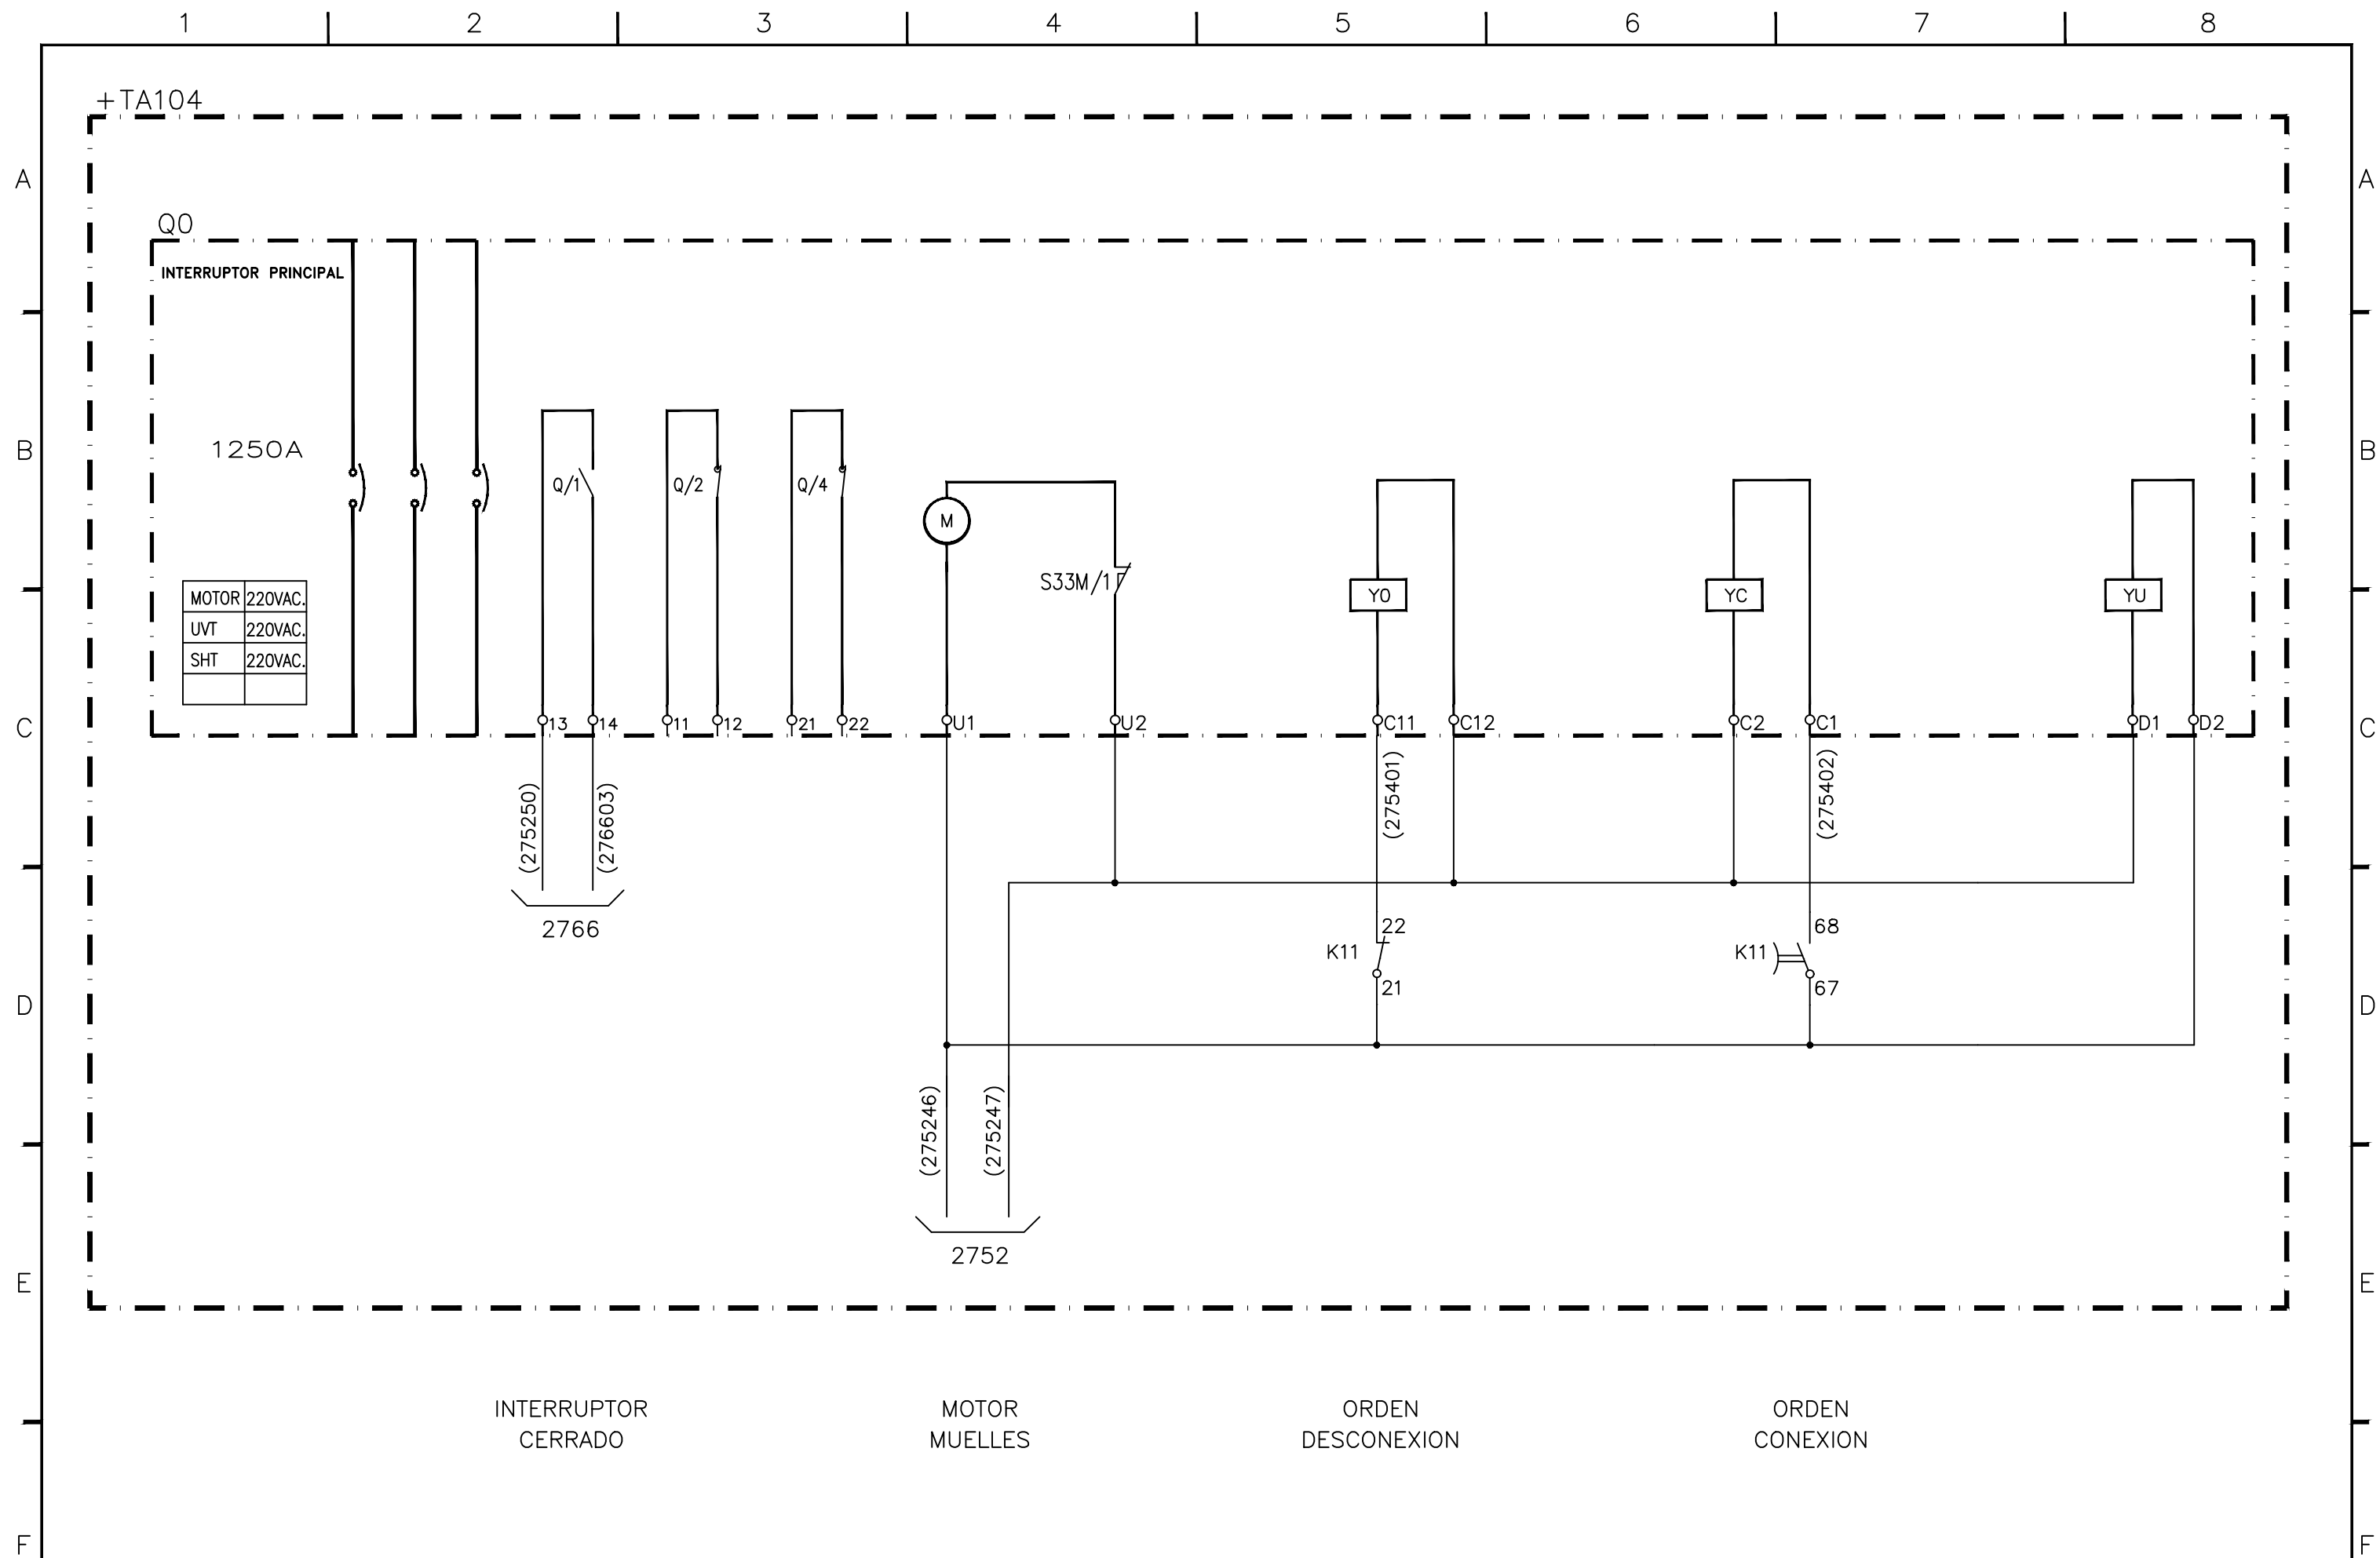 1 2 3 4 5 6 7 8
+TA104
A A
Q0
INTERRUPTOR PRINCIPAL
B 1250A Q/1 Q/2 Q/4 B
M
S33M/1
YO YC YU
MOTOR 220VAC.
UVT 220VAC.
SHT 220VAC.
C 13 14 11 12 21 22 U1 U2 C11 C12 C2 C1 D1 D2 C
(275250) (276603) (275401) (275402)
2766
22 68
K11 K11
21 67
D D
(275246) (275247)
2752
E E
INTERRUPTOR MOTOR ORDEN ORDEN
CERRADO MUELLES DESCONEXION CONEXION
F F